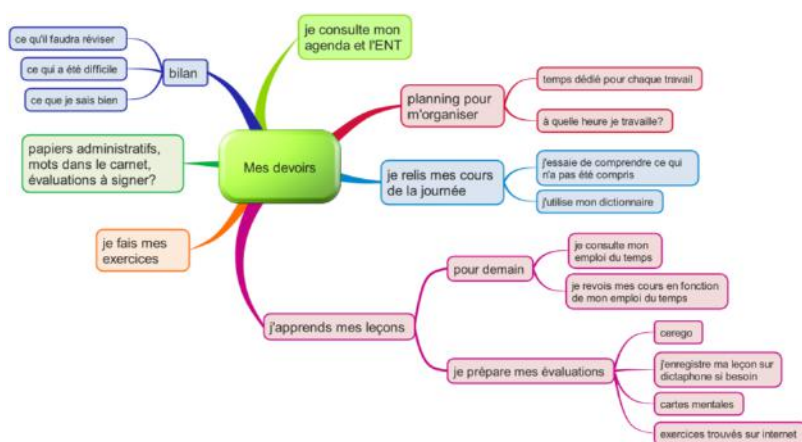 Mes devoirs
je consulte mon
agenda et l'ENT
planning pour
m'organiser
temps dédié pour chaque travail
à quelle heure je travaille?
je relis mes cours
de la journée
j'essaie de comprendre ce qui
n'a pas été compris
j'utilise mon dictionnaire
j'apprends mes leçons
pour demain
je consulte mon
emploi du temps
je revois mes cours en fonction
de mon emploi du temps
je prépare mes évaluations
cerego
j'enregistre ma leçon sur
dictaphone si besoin
cartes mentales
exercices trouvés sur internet
je fais mes
exercices
papiers administratifs,
mots dans le carnet,
évaluations à signer?
bilan
ce qu'il faudra réviser
ce qui a été difficile
ce que je sais bien